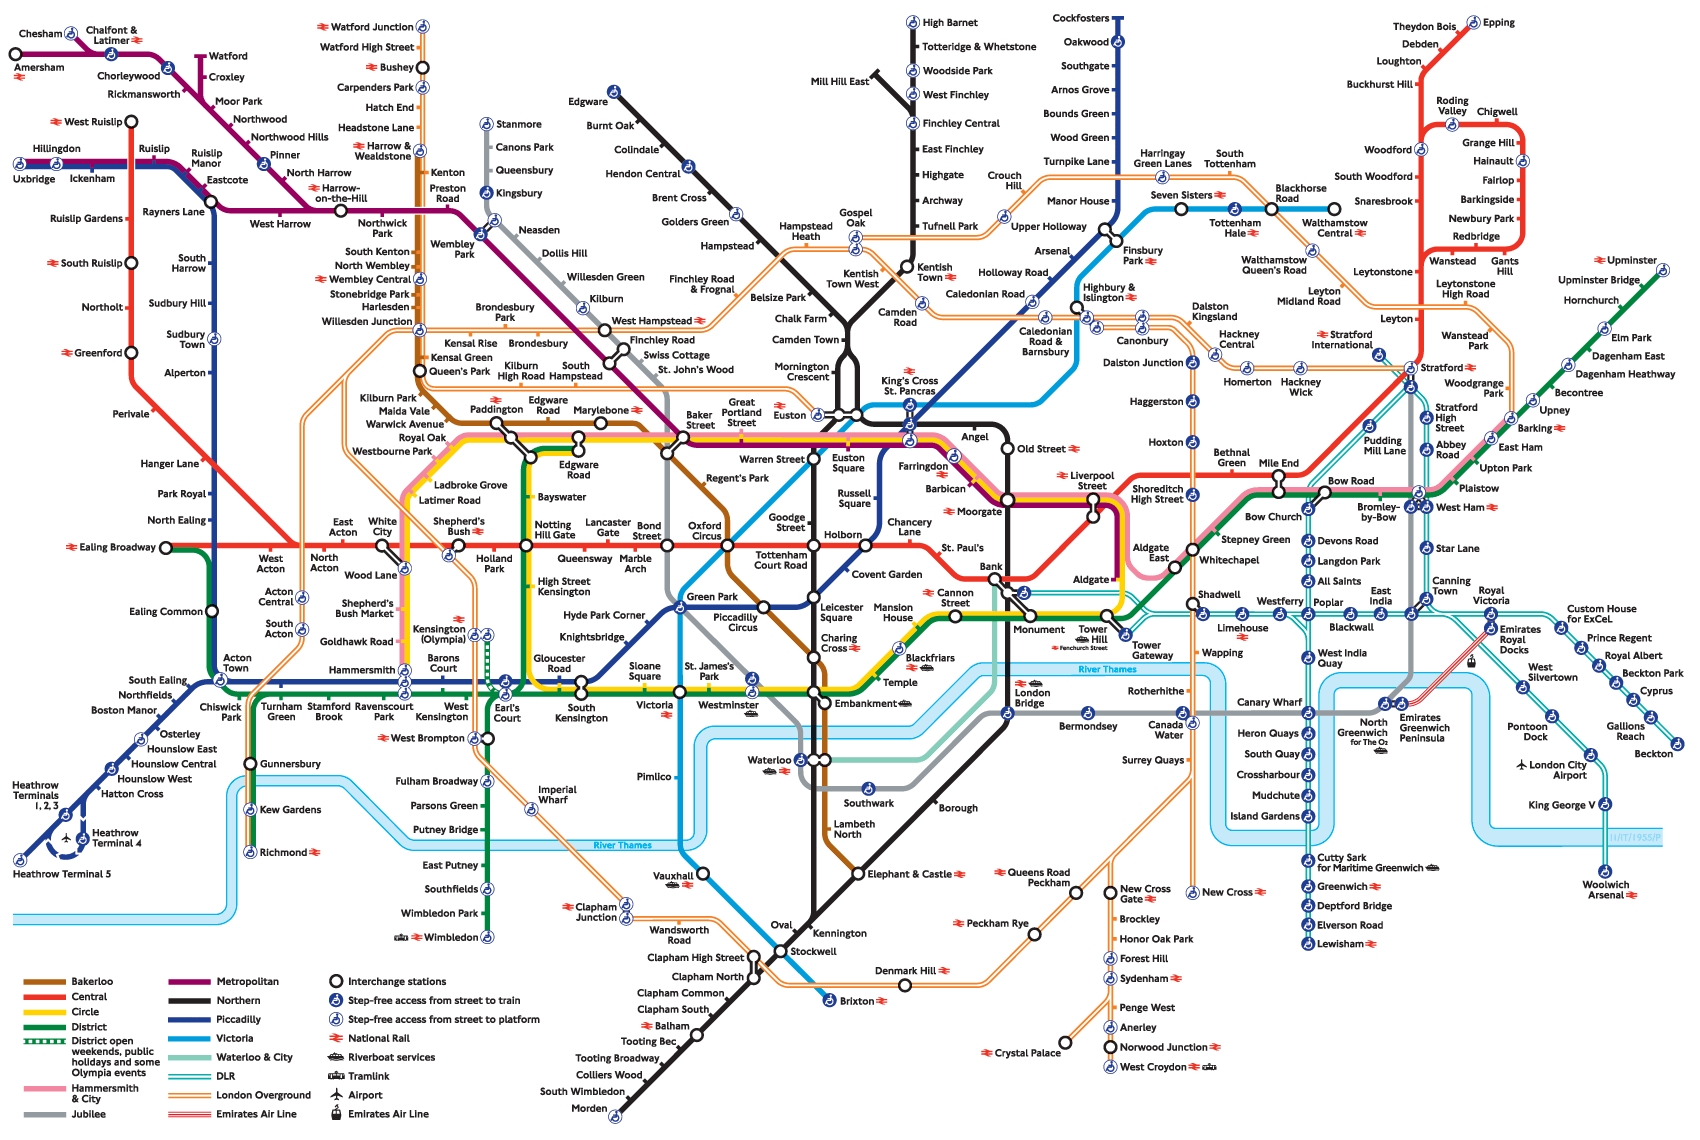 Chesham
Chalfont &
Latimer
Amersham
Chorleywood
Rickmansworth
Watford
Croxley
Moor Park
Northwood
Northwood Hills
Pinner
North Harrow
Harrow-
on-the-Hill
West Ruislip
Hillingdon
Uxbridge
Ickenham
Ruislip
Ruislip
Manor
Eastcote
Rayners Lane
West Harrow
Northwick
Park
Preston
Road
Ruislip Gardens
South Ruislip
Northolt
Greenford
Perivale
Hanger Lane
South
Harrow
Sudbury Hill
Sudbury
Town
Alperton
Park Royal
North Ealing
Ealing Broadway
West
Acton
North
Acton
East
Acton
Ealing Common
Acton
Central
South
Acton
Acton
Town
South Ealing
Northfields
Boston Manor
Osterley
Hounslow East
Hounslow Central
Hounslow West
Hatton Cross
Heathrow
Terminals
1, 2, 3
Heathrow
Terminal 4
Heathrow Terminal 5
Watford Junction
Watford High Street
Bushey
Carpenders Park
Hatch End
Headstone Lane
Harrow &
Wealdstone
Kenton
South Kenton
North Wembley
Wembley Central
Stonebridge Park
Harlesden
Willesden Junction
Kensal Green
Queen's Park
Kilburn Park
Maida Vale
Warwick Avenue
Royal Oak
Westbourne Park
Ladbroke Grove
Latimer Road
Stanmore
Canons Park
Queensbury
Kingsbury
Wembley
Park
Neasden
Dollis Hill
Willesden Green
Kilburn
West Hampstead
Finchley Road
Swiss Cottage
St. John's Wood
Brondesbury
Park
Kensal Rise
Brondesbury
Kilburn
High Road
South
Hampstead
Paddington
Edgware
Road
Marylebone
Edgware
Road
Baker
Street
Great
Portland
Street
Edgware
Burnt Oak
Colindale
Hendon Central
Brent Cross
Golders Green
Hampstead
Belsize Park
Chalk Farm
Camden Town
Mornington
Crescent
Euston
High Barnet
Totteridge & Whetstone
Mill Hill East
Woodside Park
West Finchley
Finchley Central
East Finchley
Highgate
Archway
Tufnell Park
Kentish
Town
Hampstead
Heath
Gospel
Oak
Finchley Road
& Frognal
Kentish
Town West
Camden
Road
Crouch
Hill
Upper Holloway
Cockfosters
Oakwood
Southgate
Arnos Grove
Bounds Green
Wood Green
Turnpike Lane
Manor House
Finsbury
Park
Arsenal
Holloway Road
Caledonian Road
Harringay
Green Lanes
South
Tottenham
Seven Sisters
Tottenham
Hale
Blackhorse
Road
Walthamstow
Central
Walthamstow
Queen's Road
Leyton
Midland Road
Leytonstone
High Road
Wanstead
Park
Woodgrange
Park
Highbury &
Islington
Caledonian
Road &
Barnsbury
Canonbury
Dalston
Kingsland
Hackney
Central
Homerton
Hackney
Wick
Dalston Junction
Haggerston
Hoxton
Shoreditch
High Street
Theydon Bois
Epping
Debden
Loughton
Buckhurst Hill
Roding
Valley
Chigwell
Woodford
Grange Hill
Hainault
Fairlop
Barkingside
Newbury Park
South Woodford
Snaresbrook
Redbridge
Wanstead
Gants
Hill
Leytonstone
Leyton
Stratford
International
Stratford
Upminster
Upminster Bridge
Hornchurch
Elm Park
Dagenham East
Dagenham Heathway
Becontree
Upney
Barking
East Ham
Upton Park
Plaistow
West Ham
Stratford
High
Street
Abbey
Road
Star Lane
Canning
Town
Pudding
Mill Lane
King's Cross
St. Pancras
Angel
Old Street
Warren Street
Euston
Square
Farringdon
Barbican
Moorgate
Liverpool
Street
Bethnal
Green
Mile End
Bow Road
Bromley-
by-Bow
Bow Church
Devons Road
Langdon Park
All Saints
Stepney Green
Whitechapel
Aldgate
East
Aldgate
Regent's Park
Russell
Square
Goodge
Street
Bayswater
Notting
Hill Gate
Lancaster
Gate
Queensway
Bond
Street
Marble
Arch
Oxford
Circus
Tottenham
Court Road
Holborn
Chancery
Lane
St. Paul's
Bank
Covent Garden
White
City
Shepherd's
Bush
Holland
Park
Wood Lane
Shepherd's
Bush Market
Goldhawk Road
Hammersmith
Kensington
(Olympia)
High Street
Kensington
Barons
Court
Gloucester
Road
Hyde Park Corner
Knightsbridge
Green Park
Piccadilly
Circus
Leicester
Square
Charing
Cross
Mansion
House
Cannon
Street
Monument
Tower
Hill
Fenchurch Street
Tower
Gateway
Blackfriars
Temple
Embankment
Sloane
Square
St. James's
Park
Victoria
Westminster
South
Kensington
Earl's
Court
West
Kensington
Ravenscourt
Park
Stamford
Brook
Turnham
Green
Chiswick
Park
Gunnersbury
Kew Gardens
Richmond
West Brompton
Fulham Broadway
Parsons Green
Putney Bridge
East Putney
Southfields
Wimbledon Park
Wimbledon
Imperial
Wharf
Clapham
Junction
Wandsworth
Road
Pimlico
Vauxhall
Waterloo
Southwark
Lambeth
North
Elephant & Castle
Borough
London
Bridge
Bermondsey
Canada
Water
Kennington
Oval
Stockwell
Brixton
Clapham High Street
Clapham North
Clapham Common
Clapham South
Balham
Tooting Bec
Tooting Broadway
Colliers Wood
South Wimbledon
Morden
Denmark Hill
Peckham Rye
Queens Road
Peckham
Shadwell
Wapping
Rotherhithe
Surrey Quays
New Cross
Gate
New Cross
Brockley
Honor Oak Park
Forest Hill
Sydenham
Penge West
Anerley
Crystal Palace
Norwood Junction
West Croydon
Limehouse
Westferry
Poplar
Blackwall
East
India
West India
Quay
Canary Wharf
Heron Quays
South Quay
Crossharbour
Mudchute
Island Gardens
Cutty Sark
for Maritime Greenwich
Greenwich
Deptford Bridge
Elverson Road
Lewisham
North
Greenwich
for The O2
Emirates
Greenwich
Peninsula
Royal
Victoria
Emirates
Royal
Docks
Custom House
for ExCeL
Prince Regent
Royal Albert
Beckton Park
Cyprus
Gallions
Reach
Beckton
West
Silvertown
Pontoon
Dock
London City
Airport
King George V
Woolwich
Arsenal
River Thames
River Thames
Bakerloo
Central
Circle
District
District open
weekends, public
holidays and some
Olympia events
Hammersmith
& City
Jubilee
Metropolitan
Northern
Piccadilly
Victoria
Waterloo & City
DLR
London Overground
Emirates Air Line
Interchange stations
Step-free access from street to train
Step-free access from street to platform
National Rail
Riverboat services
Tramlink
Airport
Emirates Air Line